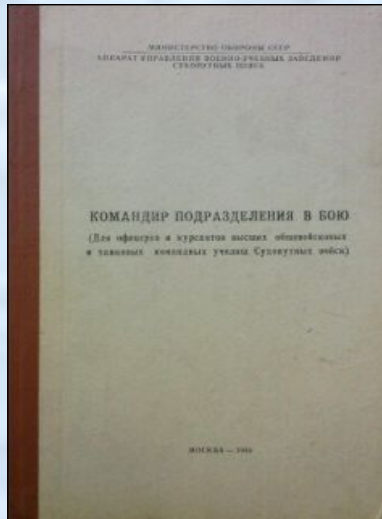 МИНИСТЕРСТВО ОБОРОНЫ СССР
АППАРАТ УПРАВЛЕНИЯ ВОЕННО-УЧЕБНЫХ ЗАВЕДЕНИЙ
СУХОПУТНЫХ ВОЙСК
КОМАНДИР ПОДРАЗДЕЛЕНИЯ В БОЮ
(Для офицеров и курсантов высших общевойсковых
и танковых командных училищ Сухопутных войск)
МОСКВА —